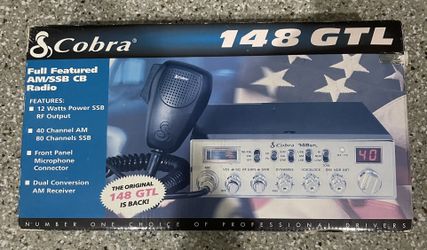 Cobra
148 GTL
Full Featured
AM/SSB CB
Radio
FEATURES:
12 Watts Power SSB
RF Output
40 Channel AM
80 Channels SSB
Front Panel
Microphone
Connector
Dual Conversion
AM Receiver
THE ORIGINAL
148 GTL
IS BACK!
Cobra
40
NUMBER ONE CHOICE OF PROFESSIONAL DRIVERS